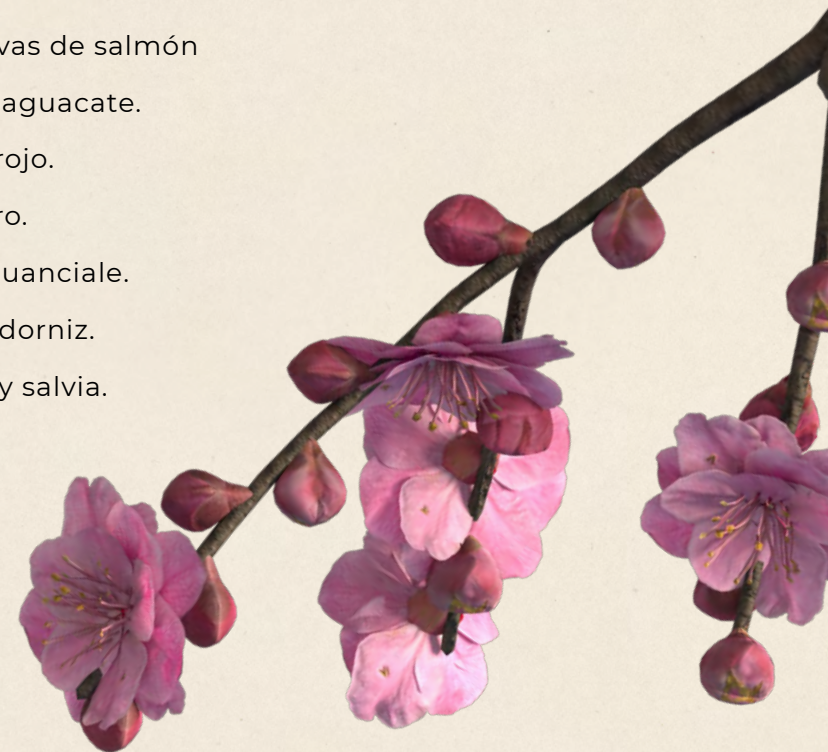 vas de salmón
aguacate.
rojo.
ro.
uanciale.
dorniz.
y salvia.